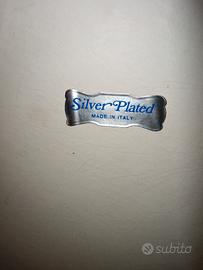 Silver Plated
MADE IN ITALY
subito